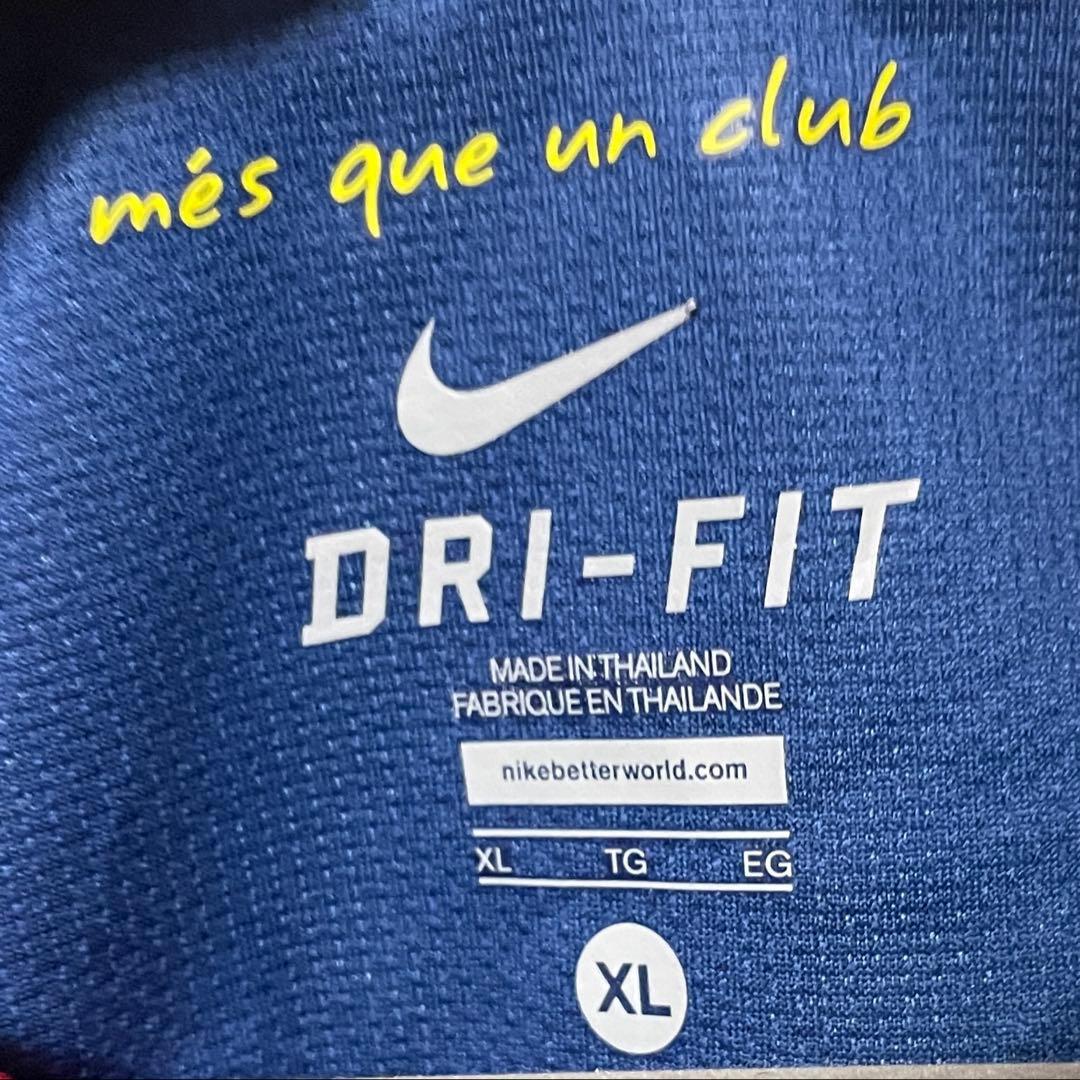 més que un club
DRI-FIT
MADE IN THAILAND
FABRIQUE EN THAILANDE
nikebetterworld.com
XL TG EG
XL